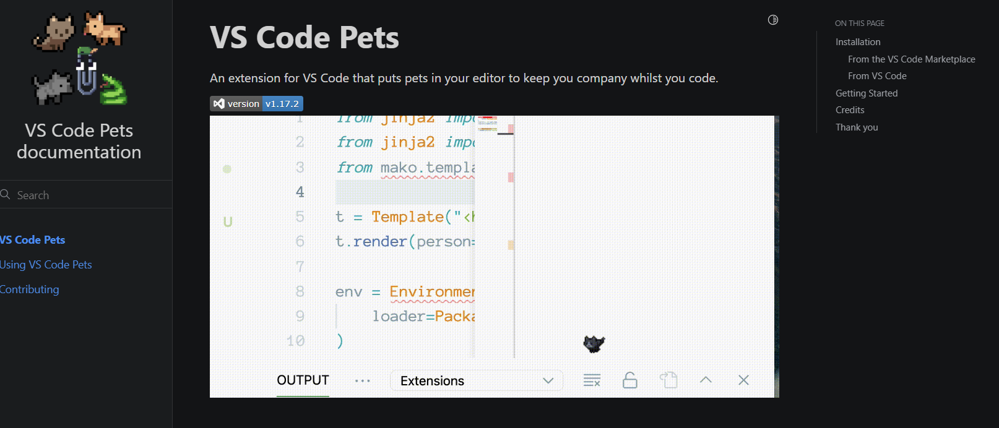 VS Code Pets
documentation
Search
VS Code Pets
Using VS Code Pets
Contributing
VS Code Pets
An extension for VS Code that puts pets in your editor to keep you company whilst you code.
version v1.17.2
1 from jinja2 impo
2 from jinja2 impo
3 from mako.templa
4
5 t = Template("<h
6 t.render(person=
7
8 env = Environmen
9 loader=Packa
10 )
U
OUTPUT ... Extensions
ON THIS PAGE
Installation
From the VS Code Marketplace
From VS Code
Getting Started
Credits
Thank you